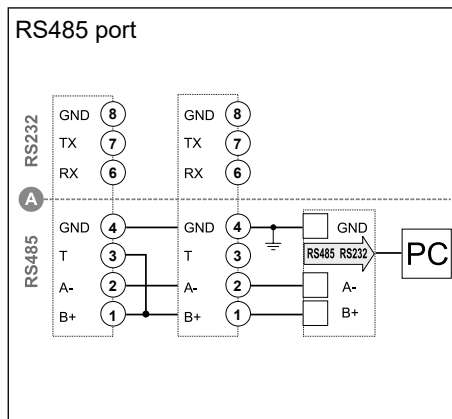 RS485 port
RS232
GND 8 GND 8
TX 7 TX 7
RX 6 RX 6
A
RS485
GND 4 GND 4 GND
T 3 T 3 RS485 RS232 PC
A- 2 A- 2 A-
B+ 1 B+ 1 B+